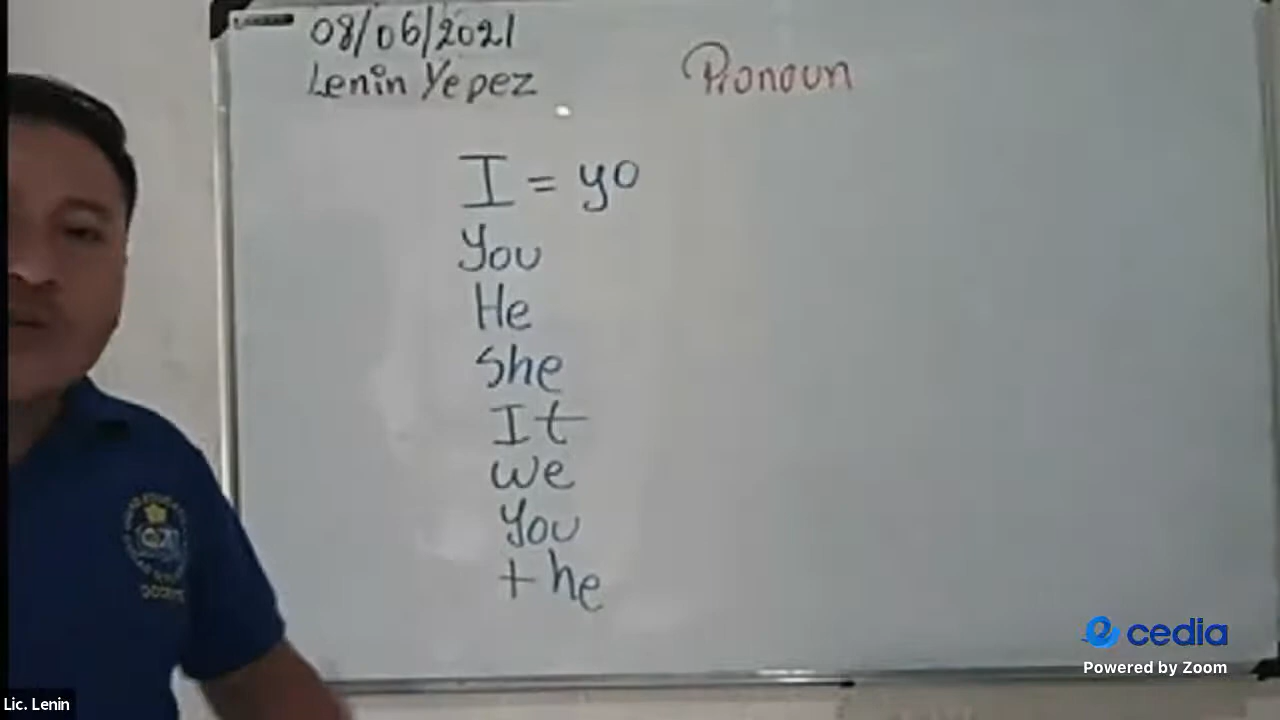 08/06/2021
Lenin Yepez
Pronoun
I = yo
You
He
She
It
we
You
the
cedia
Powered by Zoom
Lic. Lenin